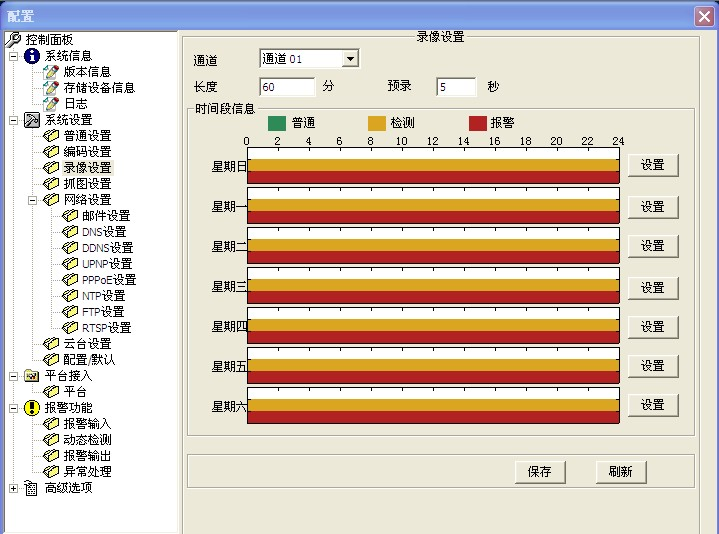 配置
控制面板
系统信息
版本信息
存储设备信息
日志
系统设置
普通设置
编码设置
录像设置
抓图设置
网络设置
邮件设置
DNS设置
DDNS设置
UPNP设置
PPPoE设置
NTP设置
FTP设置
RTSP设置
云台设置
配置/默认
平台接入
平台
报警功能
报警输入
动态检测
报警输出
异常处理
高级选项
录像设置
通道 通道 01
长度 60 分 预录 5 秒
时间段信息
普通 检测 报警
0 2 4 6 8 10 12 14 16 18 20 22 24
星期日 设置
星期一 设置
星期二 设置
星期三 设置
星期四 设置
星期五 设置
星期六 设置
保存 刷新